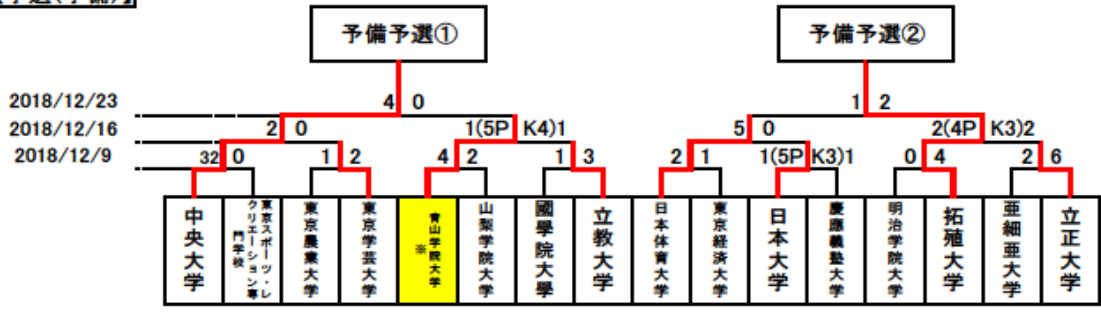 予備予選①
予備予選②
2018/12/23
4 0
1 2
2018/12/16
2 0
1(5P K4)1
5 0
2(4P K3)2
2018/12/9
32 0
1 2
4 2
1 3
2 1
1(5P K3)1
0 4
2 6
中央大学
東京スポーツ・レ
クリエーション専
門学校
東京農業大学
東京学芸大学
青山学院大学
※
山梨学院大学
國學院大學
立教大学
日本体育大学
東京経済大学
日本大学
慶應義塾大学
明治学院大学
拓殖大学
亜細亜大学
立正大学